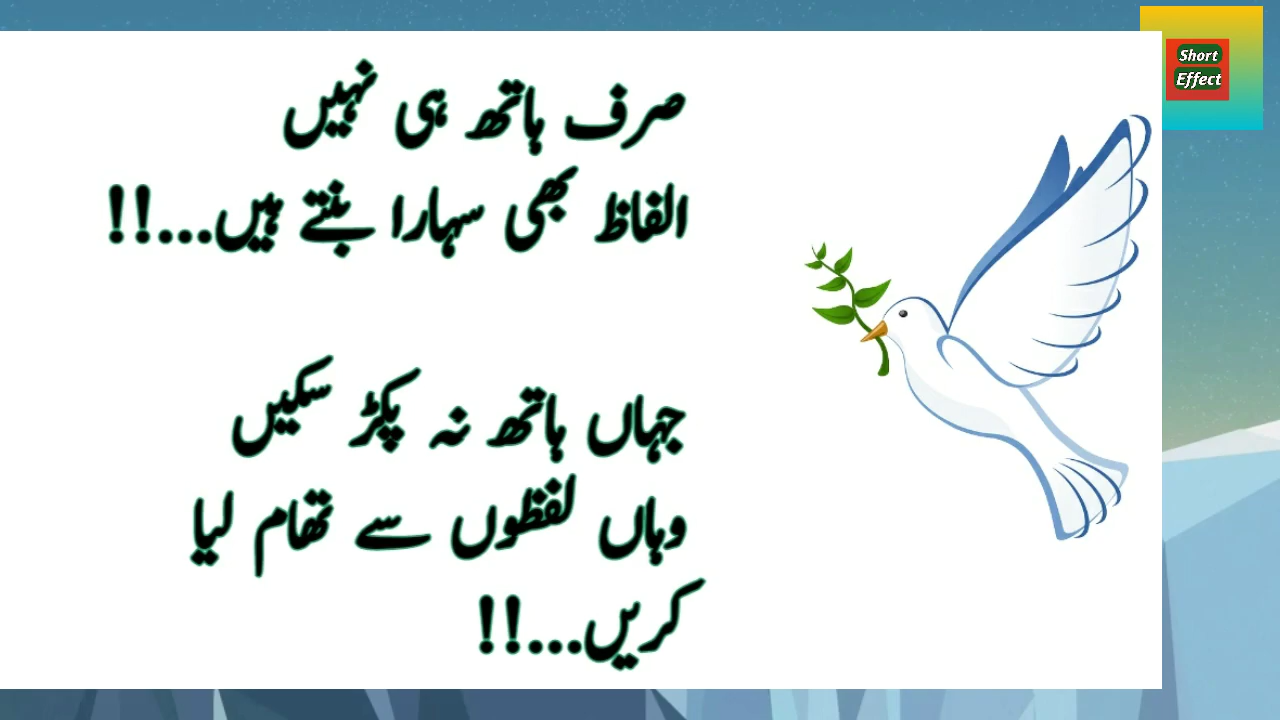 صرف ہاتھ ہی نہیں
الفاظ بھی سہارا بنتے ہیں...!!
جہاں ہاتھ نہ پکڑ سکیں
وہاں لفظوں سے تھام لیا
کریں...!!
Short
Effect